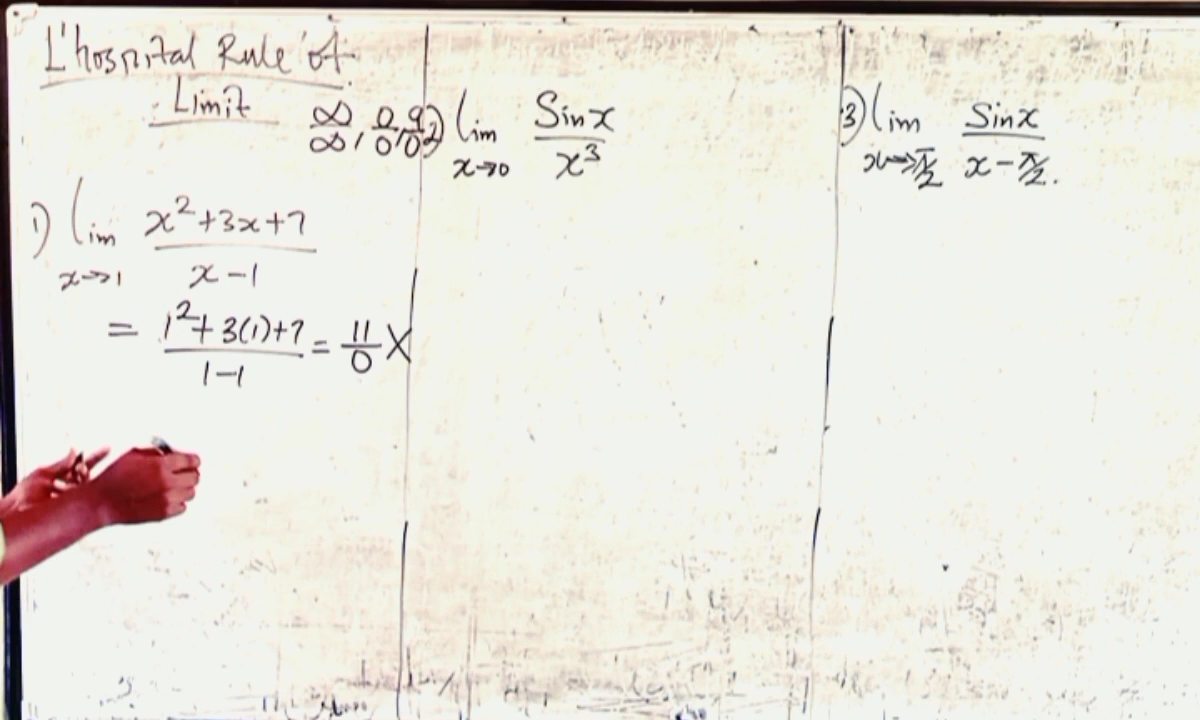 L'hospital Rule of
Limit
∞/∞, 0/0, a/0
1) lim x→1 (x²+3x+7)/(x-1)
= (1²+3(1)+7)/(1-1) = 11/0 X
2) lim x→0 Sinx/x³
3) lim x→π/2 Sinx/(x-π/2).